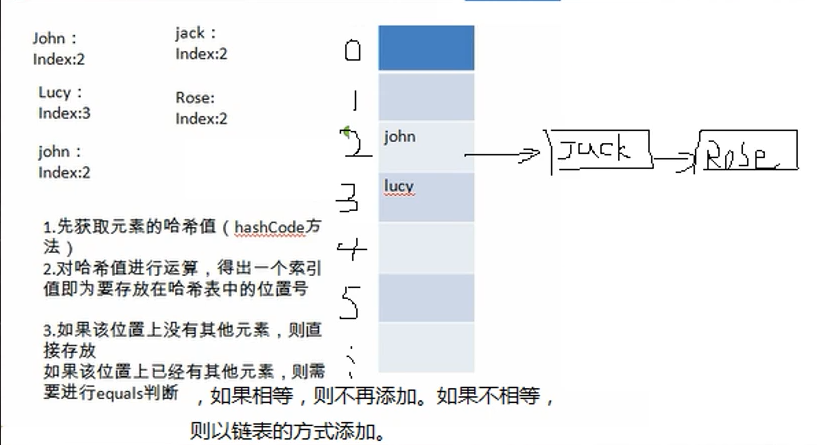 John：
Index:2
jack：
Index:2
Lucy：
Index:3
Rose:
Index:2
john：
Index:2
0
1
2
3
4
5
john
lucy
Jack
Rose
1.先获取元素的哈希值（hashCode方
法）
2.对哈希值进行运算，得出一个索引
值即为要存放在哈希表中的位置号
3.如果该位置上没有其他元素，则直
接存放
如果该位置上已经有其他元素，则需
要进行equals判断 ，如果相等，则不再添加。如果不相等，
则以链表的方式添加。